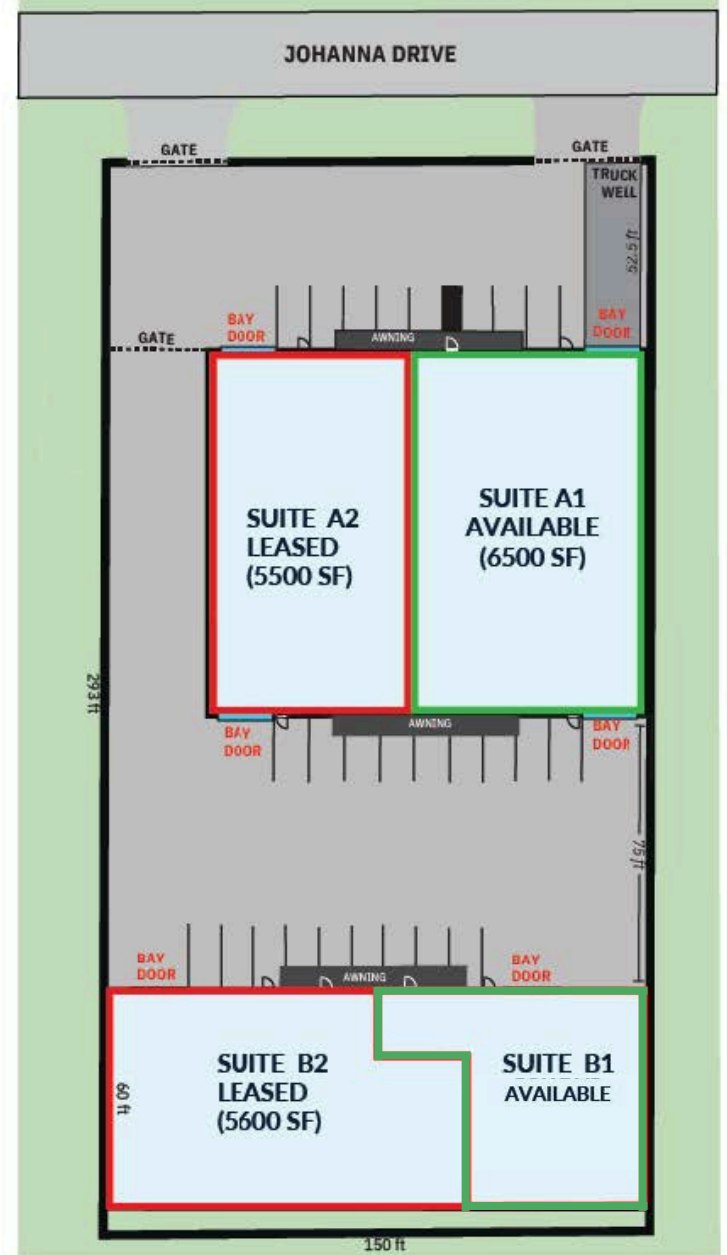 JOHANNA DRIVE
GATE
GATE
TRUCK
WELL
52.5 ft
BAY
DOOR
AWNING
BAY
DOOR
GATE
SUITE A2
LEASED
(5500 SF)
SUITE A1
AVAILABLE
(6500 SF)
293 ft
BAY
DOOR
AWNING
BAY
DOOR
75 ft
BAY
DOOR
AWNING
BAY
DOOR
60 ft
SUITE B2
LEASED
(5600 SF)
SUITE B1
AVAILABLE
150 ft